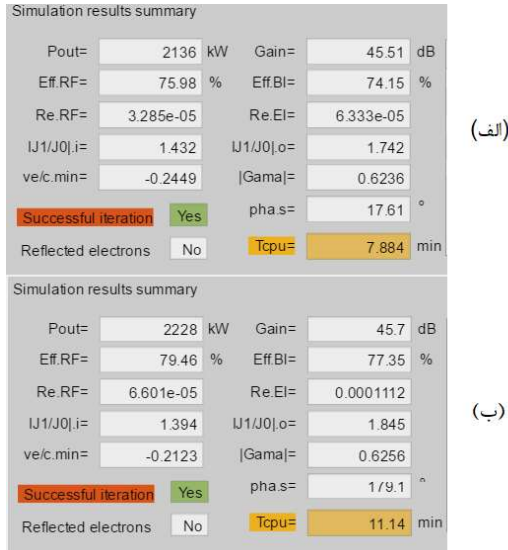 Simulation results summary
Pout= 2136 kW Gain= 45.51 dB
Eff.RF= 75.98 % Eff.BI= 74.15 %
Re.RF= 3.285e-05 Re.EI= 6.333e-05
(الف)
IJ1/J0|.i= 1.432 IJ1/J0|.o= 1.742
ve/c.min= -0.2449 |Gama|= 0.6236
Successful iteration Yes pha.s= 17.61 °
Reflected electrons No Tcpu= 7.884 min
Simulation results summary
Pout= 2228 kW Gain= 45.7 dB
Eff.RF= 79.46 % Eff.BI= 77.35 %
Re.RF= 6.601e-05 Re.EI= 0.0001112
(ب)
IJ1/J0|.i= 1.394 IJ1/J0|.o= 1.845
ve/c.min= -0.2123 |Gama|= 0.6256
Successful iteration Yes pha.s= 179.1 °
Reflected electrons No Tcpu= 11.14 min